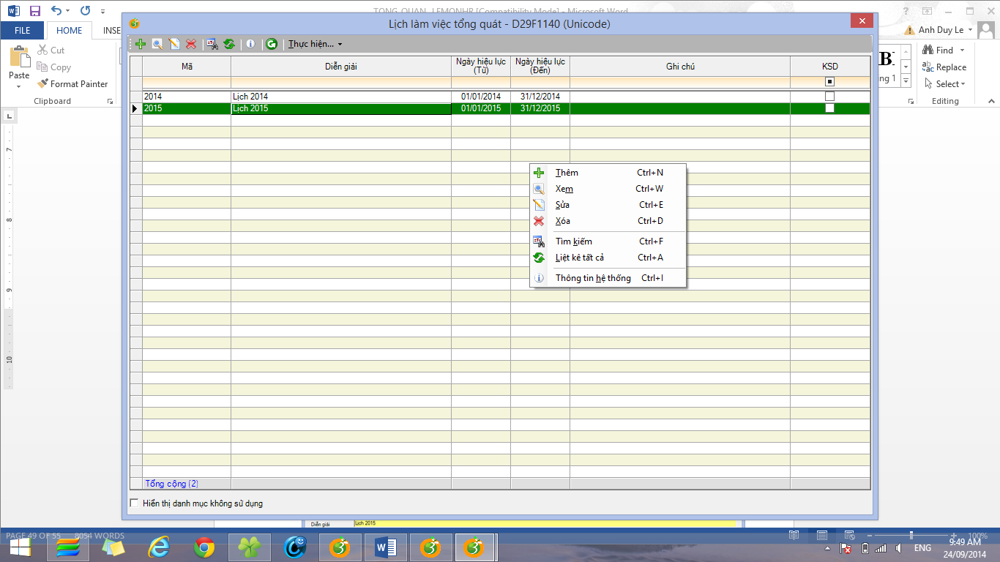 TONG_QUAN_LEMONHR [Compatibility Mode] - Microsoft Word
Lịch làm việc tổng quát - D29F1140 (Unicode)
FILE HOME INSE
Anh Duy Le
Cut
Copy
Paste
Format Painter
Clipboard
Find
Replace
Select
Editing
ng 1
Thực hiện...
Mã
Diễn giải
Ngày hiệu lực
(Từ)
Ngày hiệu lực
(Đến)
Ghi chú
KSD
2014 Lịch 2014 01/01/2014 31/12/2014
2015 Lịch 2015 01/01/2015 31/12/2015
Thêm Ctrl+N
Xem Ctrl+W
Sửa Ctrl+E
Xóa Ctrl+D
Tìm kiếm Ctrl+F
Liệt kê tất cả Ctrl+A
Thông tin hệ thống Ctrl+I
7
8
9
10
Tổng cộng (2)
Hiển thị danh mục không sử dụng
Diễn giải Lịch 2015
PAGE 49 OF 55 8054 WORDS
100%
ENG
9:49 AM
24/09/2014